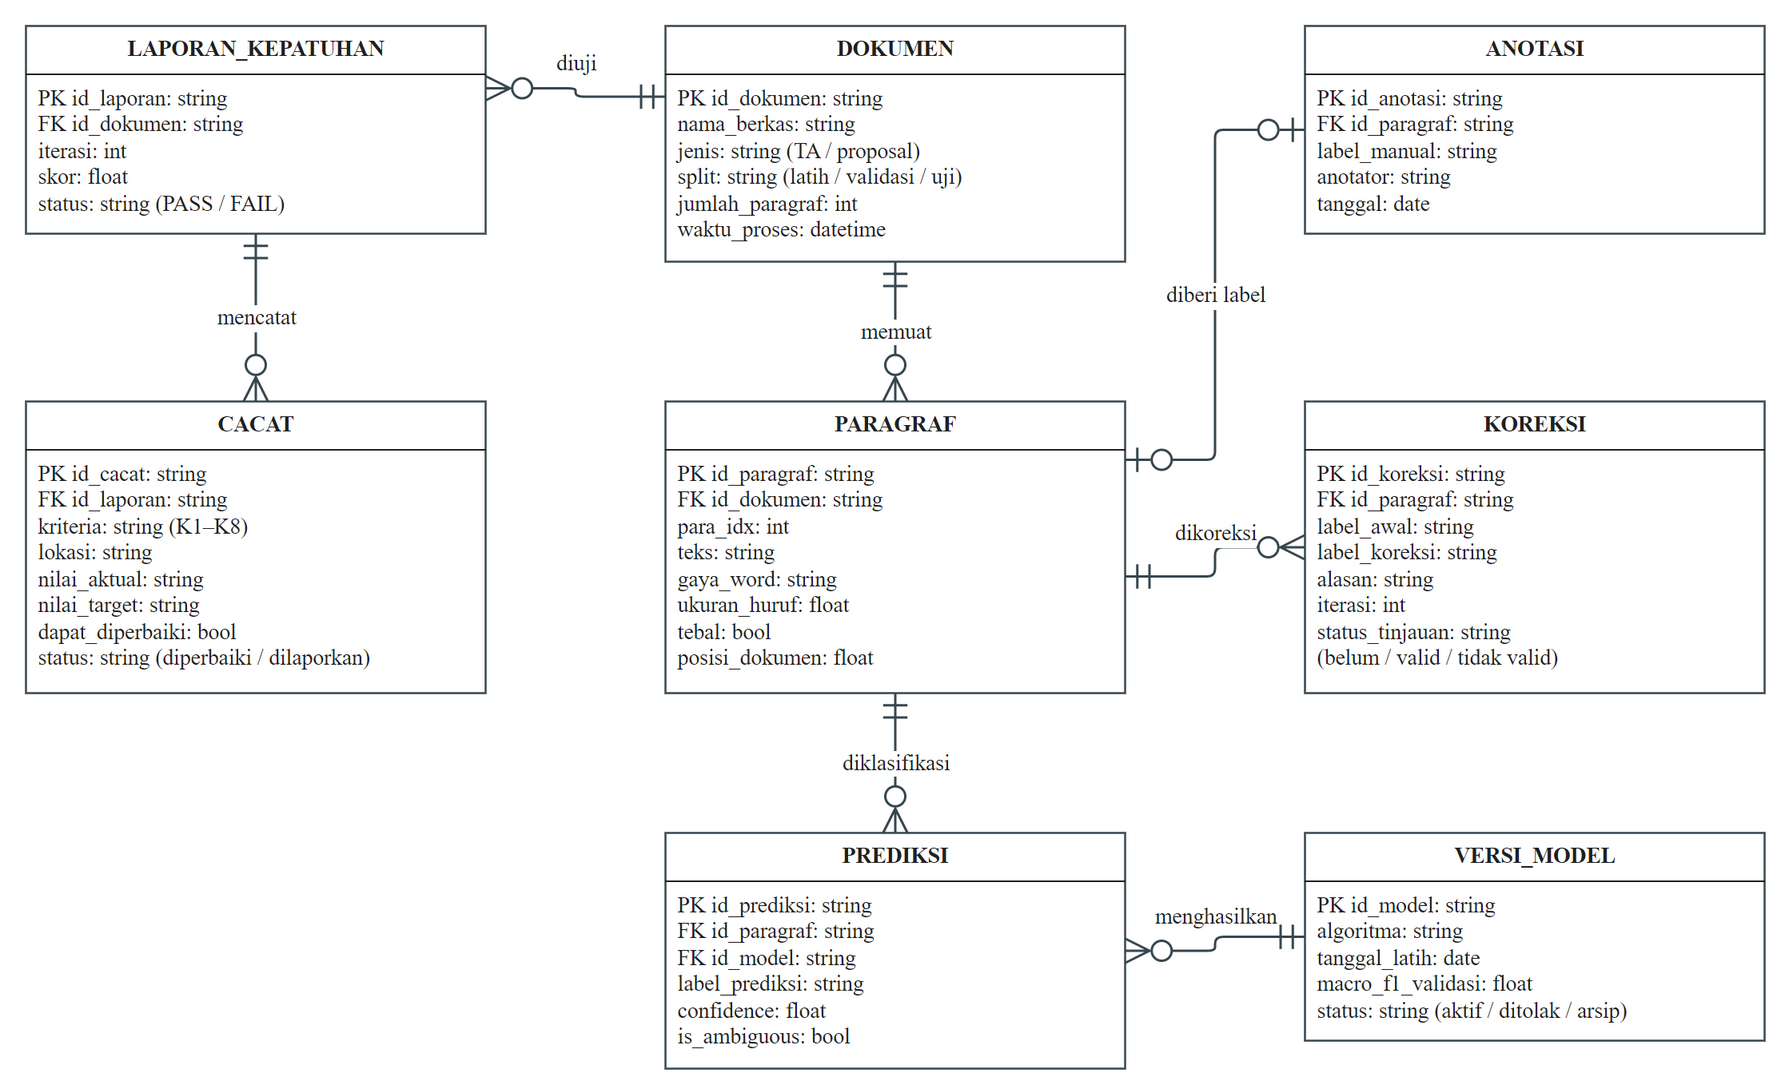 LAPORAN_KEPATUHAN
PK id_laporan: string
FK id_dokumen: string
iterasi: int
skor: float
status: string (PASS / FAIL)
diuji
DOKUMEN
PK id_dokumen: string
nama_berkas: string
jenis: string (TA / proposal)
split: string (latih / validasi / uji)
jumlah_paragraf: int
waktu_proses: datetime
ANOTASI
PK id_anotasi: string
FK id_paragraf: string
label_manual: string
anotator: string
tanggal: date
mencatat
memuat
diberi label
CACAT
PK id_cacat: string
FK id_laporan: string
kriteria: string (K1–K8)
lokasi: string
nilai_aktual: string
nilai_target: string
dapat_diperbaiki: bool
status: string (diperbaiki / dilaporkan)
PARAGRAF
PK id_paragraf: string
FK id_dokumen: string
para_idx: int
teks: string
gaya_word: string
ukuran_huruf: float
tebal: bool
posisi_dokumen: float
dikoreksi
KOREKSI
PK id_koreksi: string
FK id_paragraf: string
label_awal: string
label_koreksi: string
alasan: string
iterasi: int
status_tinjauan: string
(belum / valid / tidak valid)
diklasifikasi
PREDIKSI
PK id_prediksi: string
FK id_paragraf: string
FK id_model: string
label_prediksi: string
confidence: float
is_ambiguous: bool
menghasilkan
VERSI_MODEL
PK id_model: string
algoritma: string
tanggal_latih: date
macro_f1_validasi: float
status: string (aktif / ditolak / arsip)